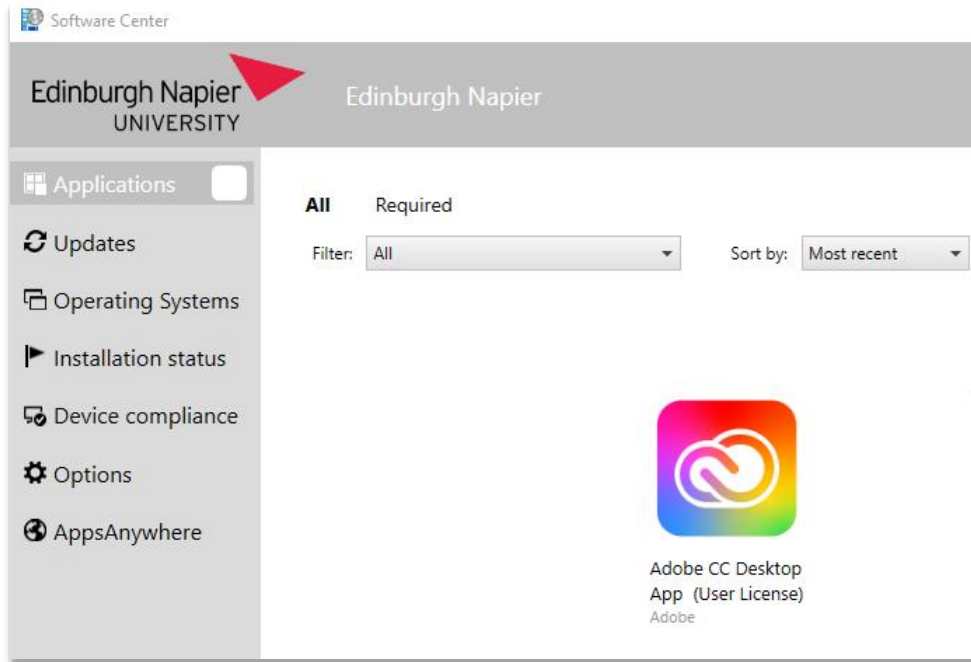 Software Center
Edinburgh Napier
UNIVERSITY
Edinburgh Napier
Applications
Updates
Operating Systems
Installation status
Device compliance
Options
AppsAnywhere
All Required
Filter: All Sort by: Most recent
Adobe CC Desktop
App (User License)
Adobe